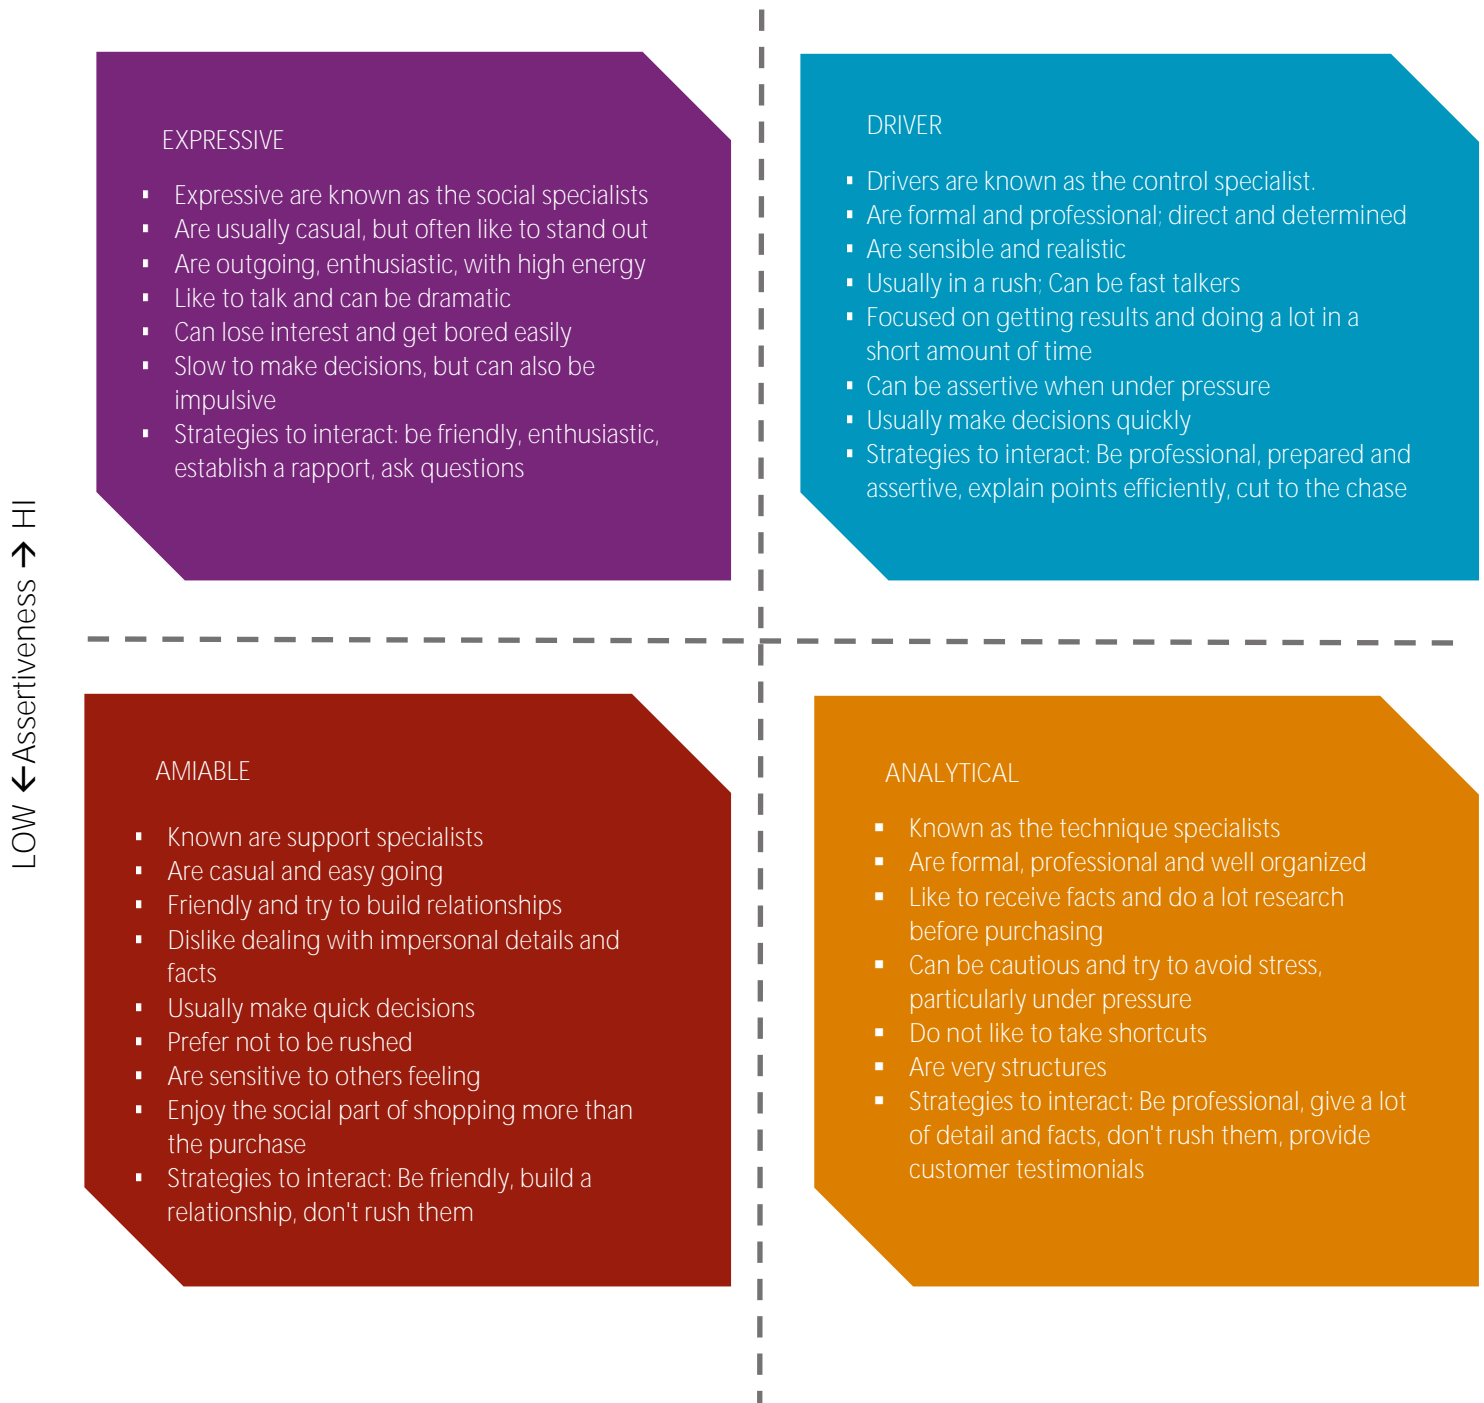 EXPRESSIVE
▪ Expressive are known as the social specialists
▪ Are usually casual, but often like to stand out
▪ Are outgoing, enthusiastic, with high energy
▪ Like to talk and can be dramatic
▪ Can lose interest and get bored easily
▪ Slow to make decisions, but can also be
impulsive
▪ Strategies to interact: be friendly, enthusiastic,
establish a rapport, ask questions
DRIVER
▪ Drivers are known as the control specialist.
▪ Are formal and professional; direct and determined
▪ Are sensible and realistic
▪ Usually in a rush; Can be fast talkers
▪ Focused on getting results and doing a lot in a
short amount of time
▪ Can be assertive when under pressure
▪ Usually make decisions quickly
▪ Strategies to interact: Be professional, prepared and
assertive, explain points efficiently, cut to the chase
LOW ←Assertiveness → HI
AMIABLE
▪ Known are support specialists
▪ Are casual and easy going
▪ Friendly and try to build relationships
▪ Dislike dealing with impersonal details and
facts
▪ Usually make quick decisions
▪ Prefer not to be rushed
▪ Are sensitive to others feeling
▪ Enjoy the social part of shopping more than
the purchase
▪ Strategies to interact: Be friendly, build a
relationship, don't rush them
ANALYTICAL
▪ Known as the technique specialists
▪ Are formal, professional and well organized
▪ Like to receive facts and do a lot research
before purchasing
▪ Can be cautious and try to avoid stress,
particularly under pressure
▪ Do not like to take shortcuts
▪ Are very structures
▪ Strategies to interact: Be professional, give a lot
of detail and facts, don't rush them, provide
customer testimonials